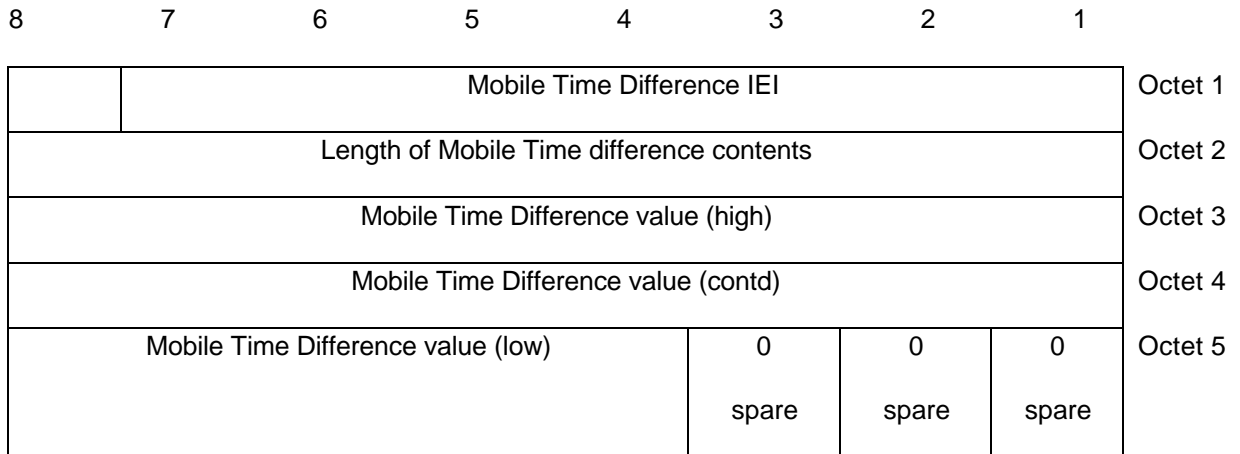 8 7 6 5 4 3 2 1
Mobile Time Difference IEI Octet 1
Length of Mobile Time difference contents Octet 2
Mobile Time Difference value (high) Octet 3
Mobile Time Difference value (contd) Octet 4
Mobile Time Difference value (low) 0 0 0 Octet 5
spare spare spare